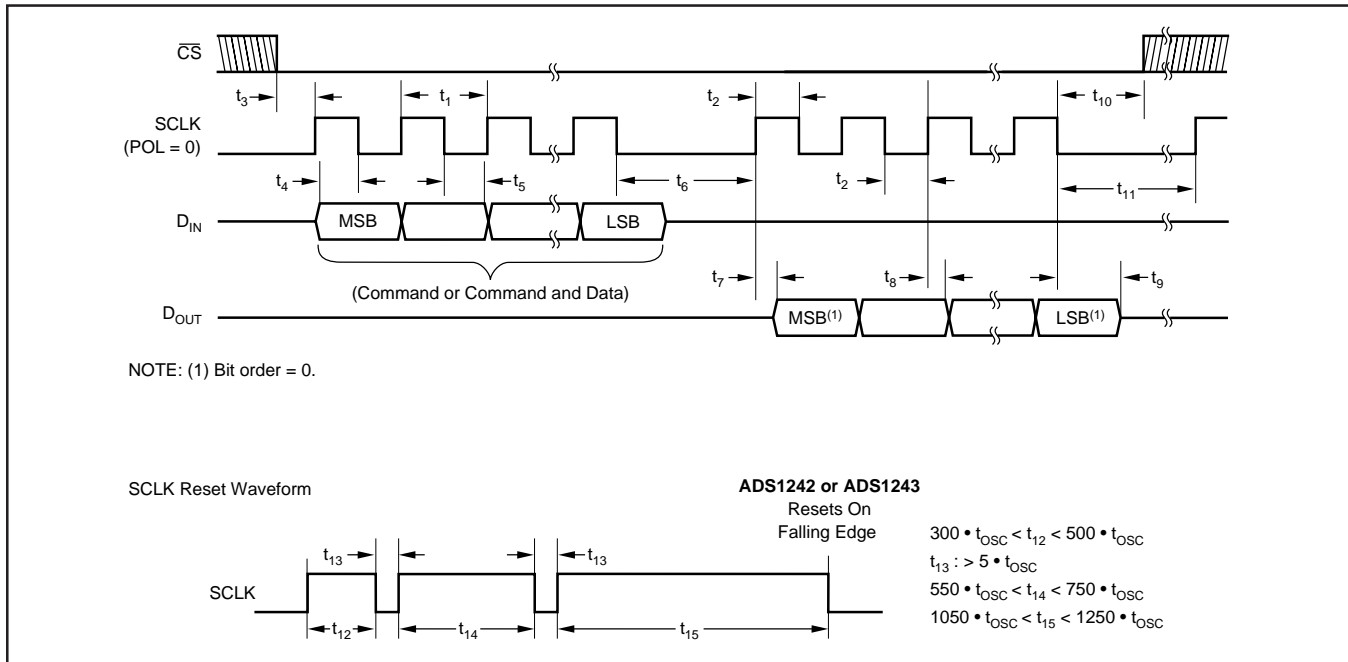 CS
t3
t1
t2
t10
SCLK
(POL = 0)
t4
t5
t6
t2
t11
DIN
MSB
LSB
(Command or Command and Data)
t7
t8
t9
DOUT
MSB(1)
LSB(1)
NOTE: (1) Bit order = 0.
SCLK Reset Waveform
ADS1242 or ADS1243
Resets On
Falling Edge
300 • tOSC < t12 < 500 • tOSC
t13 : > 5 • tOSC
550 • tOSC < t14 < 750 • tOSC
1050 • tOSC < t15 < 1250 • tOSC
t13
t13
SCLK
t12
t14
t15